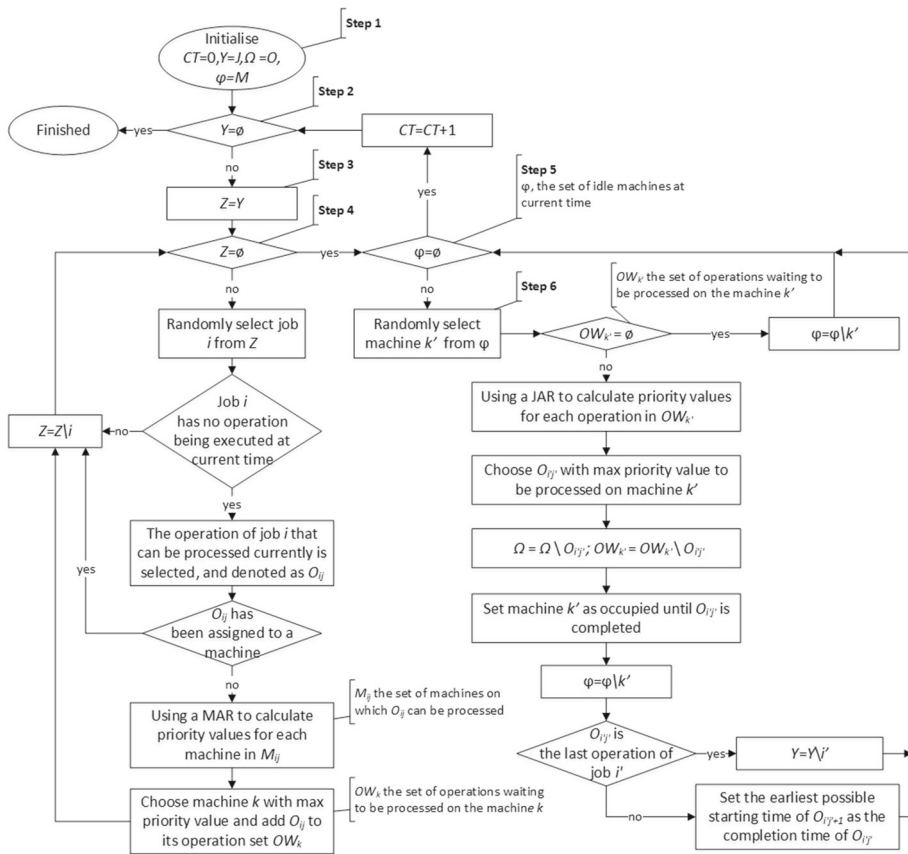 Step 1
Initialise
CT=0,Y=J,Ω =O,
φ=M
Step 2
Finished
yes
Y=ø
CT=CT+1
no
Step 3
Z=Y
yes
Step 5
φ, the set of idle machines at
current time
Step 4
Z=ø
yes
φ=ø
no
no
Step 6
OWk' the set of operations waiting to
be processed on the machine k'
Randomly select job
i from Z
Randomly select
machine k' from φ
OWk' = ø
yes
φ=φ\k'
no
Z=Z\i
no
Job i
has no operation
being executed at
current time
Using a JAR to calculate priority values
for each operation in OWk'
Choose Oi'j' with max priority value to
be processed on machine k'
yes
The operation of job i that
can be processed currently is
selected, and denoted as Oij
Ω = Ω \ Oi'j' ; OWk' = OWk' \ Oi'j'
yes
Oij has
been assigned to a
machine
Set machine k' as occupied until Oi'j' is
completed
no
φ=φ\k'
Mij the set of machines on
which Oij can be processed
Using a MAR to calculate
priority values for each
machine in Mij
Oi'j' is
the last operation of
job i'
yes
Y=Y\i'
Choose machine k with max
priority value and add Oij to
its operation set OWk
OWk the set of operations waiting
to be processed on the machine k
no
Set the earliest possible
starting time of Oi'j'+1 as the
completion time of Oi'j'